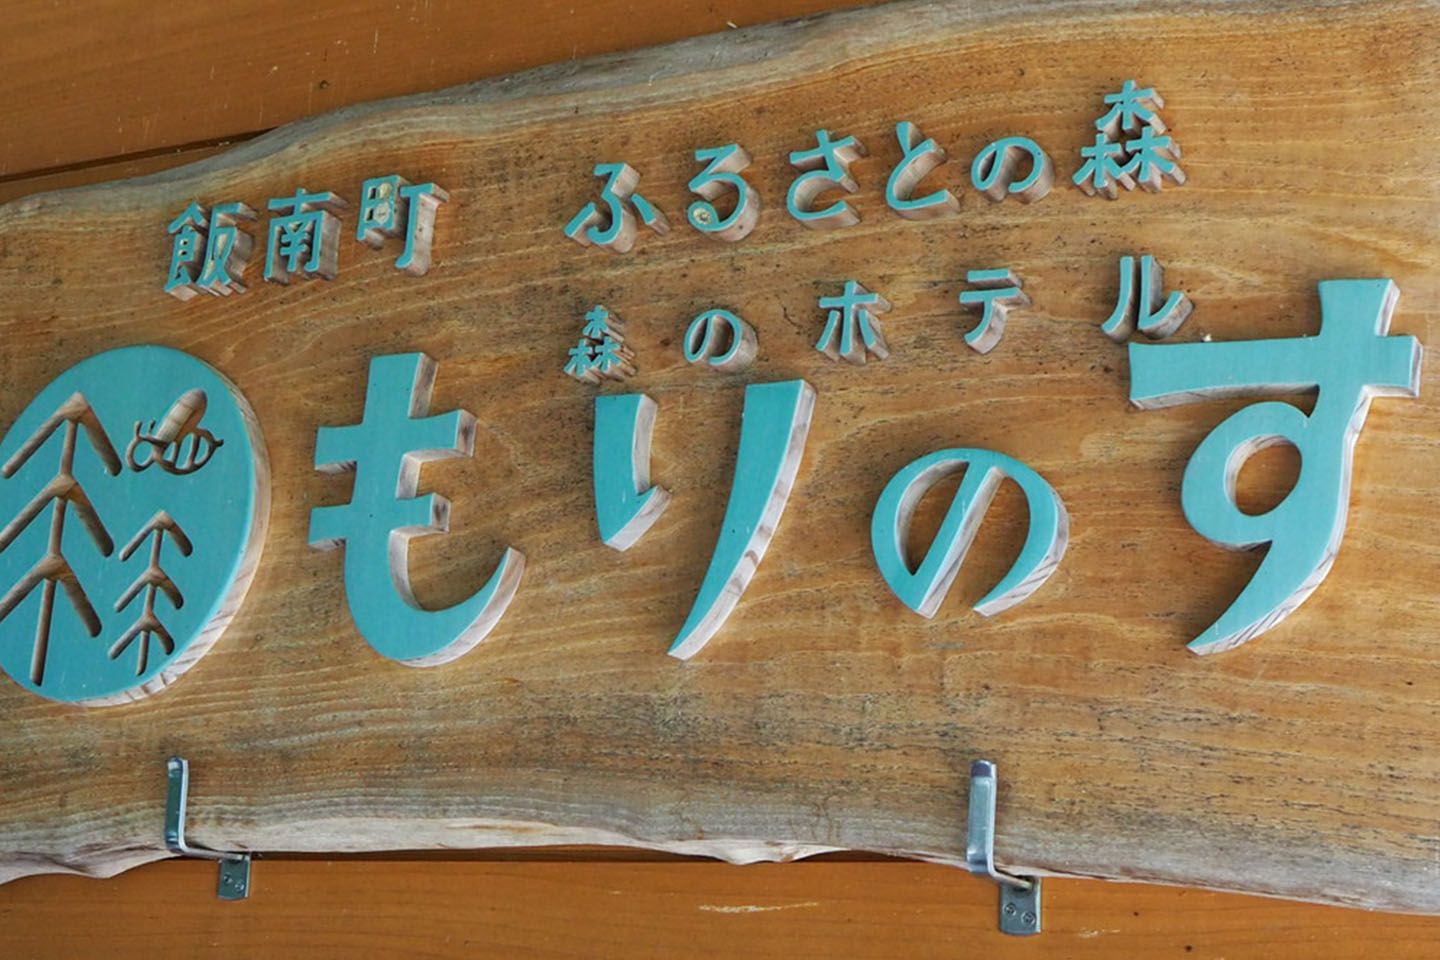 飯南町 ふるさとの森
森のホテル
もりのす